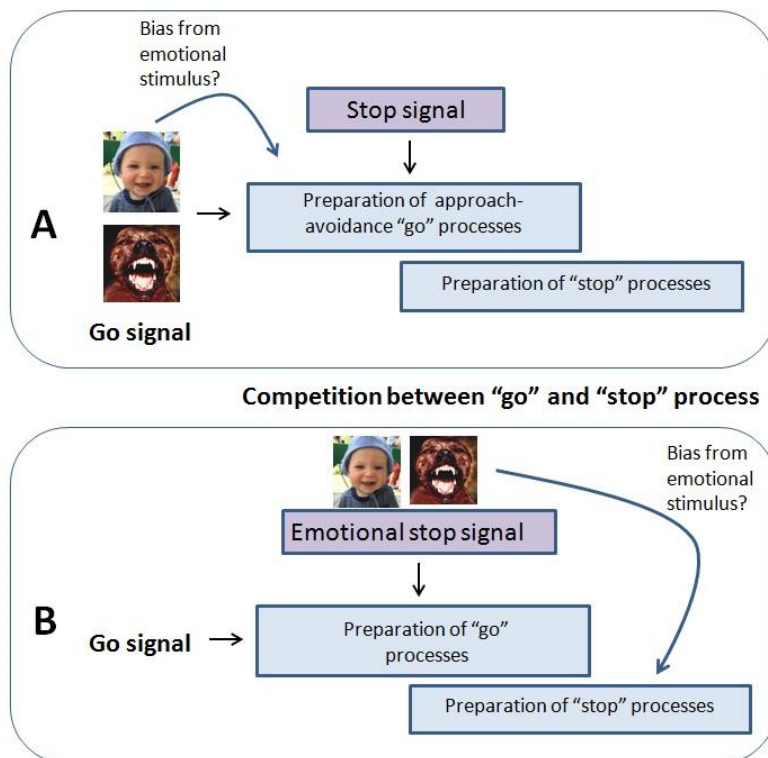 Bias from
emotional
stimulus?
Stop signal
Preparation of approach-
avoidance “go” processes
A
Preparation of “stop” processes
Go signal
Competition between “go” and “stop” process
Bias from
emotional
stimulus?
Emotional stop signal
B
Go signal
Preparation of “go”
processes
Preparation of “stop” processes